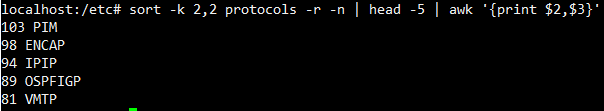 localhost:/etc# sort -k 2,2 protocols -r -n | head -5 | awk '{print $2,$3}'
103 PIM
98 ENCAP
94 IPIP
89 OSPFIGP
81 VMTP